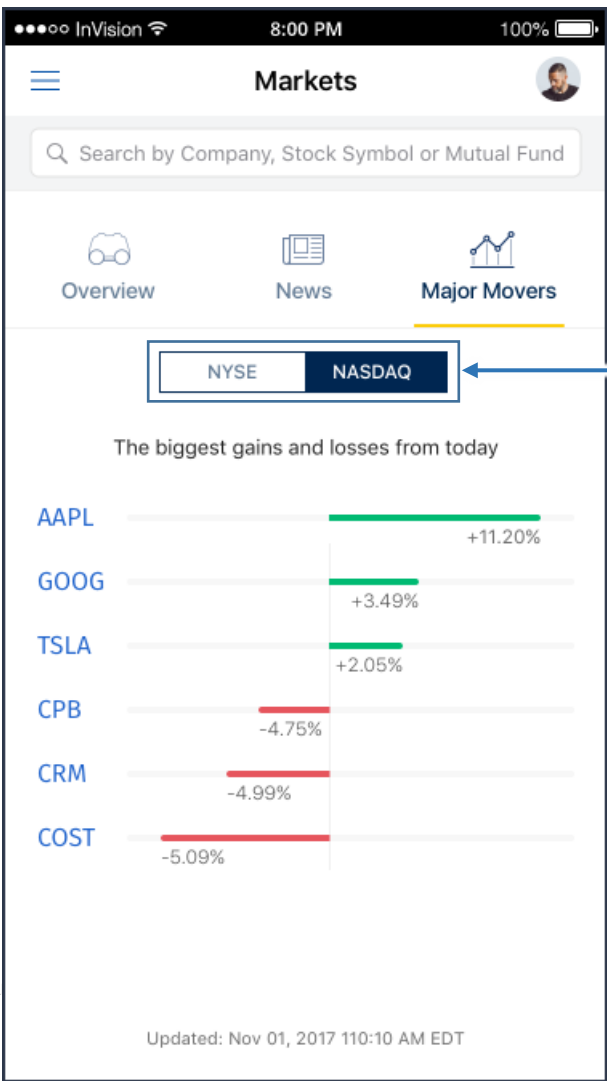 ●●●○○ InVision 8:00 PM 100%
Markets
Search by Company, Stock Symbol or Mutual Fund
Overview News Major Movers
NYSE NASDAQ
The biggest gains and losses from today
AAPL
+11.20%
GOOG
+3.49%
TSLA
+2.05%
CPB
-4.75%
CRM
-4.99%
COST
-5.09%
Updated: Nov 01, 2017 110:10 AM EDT